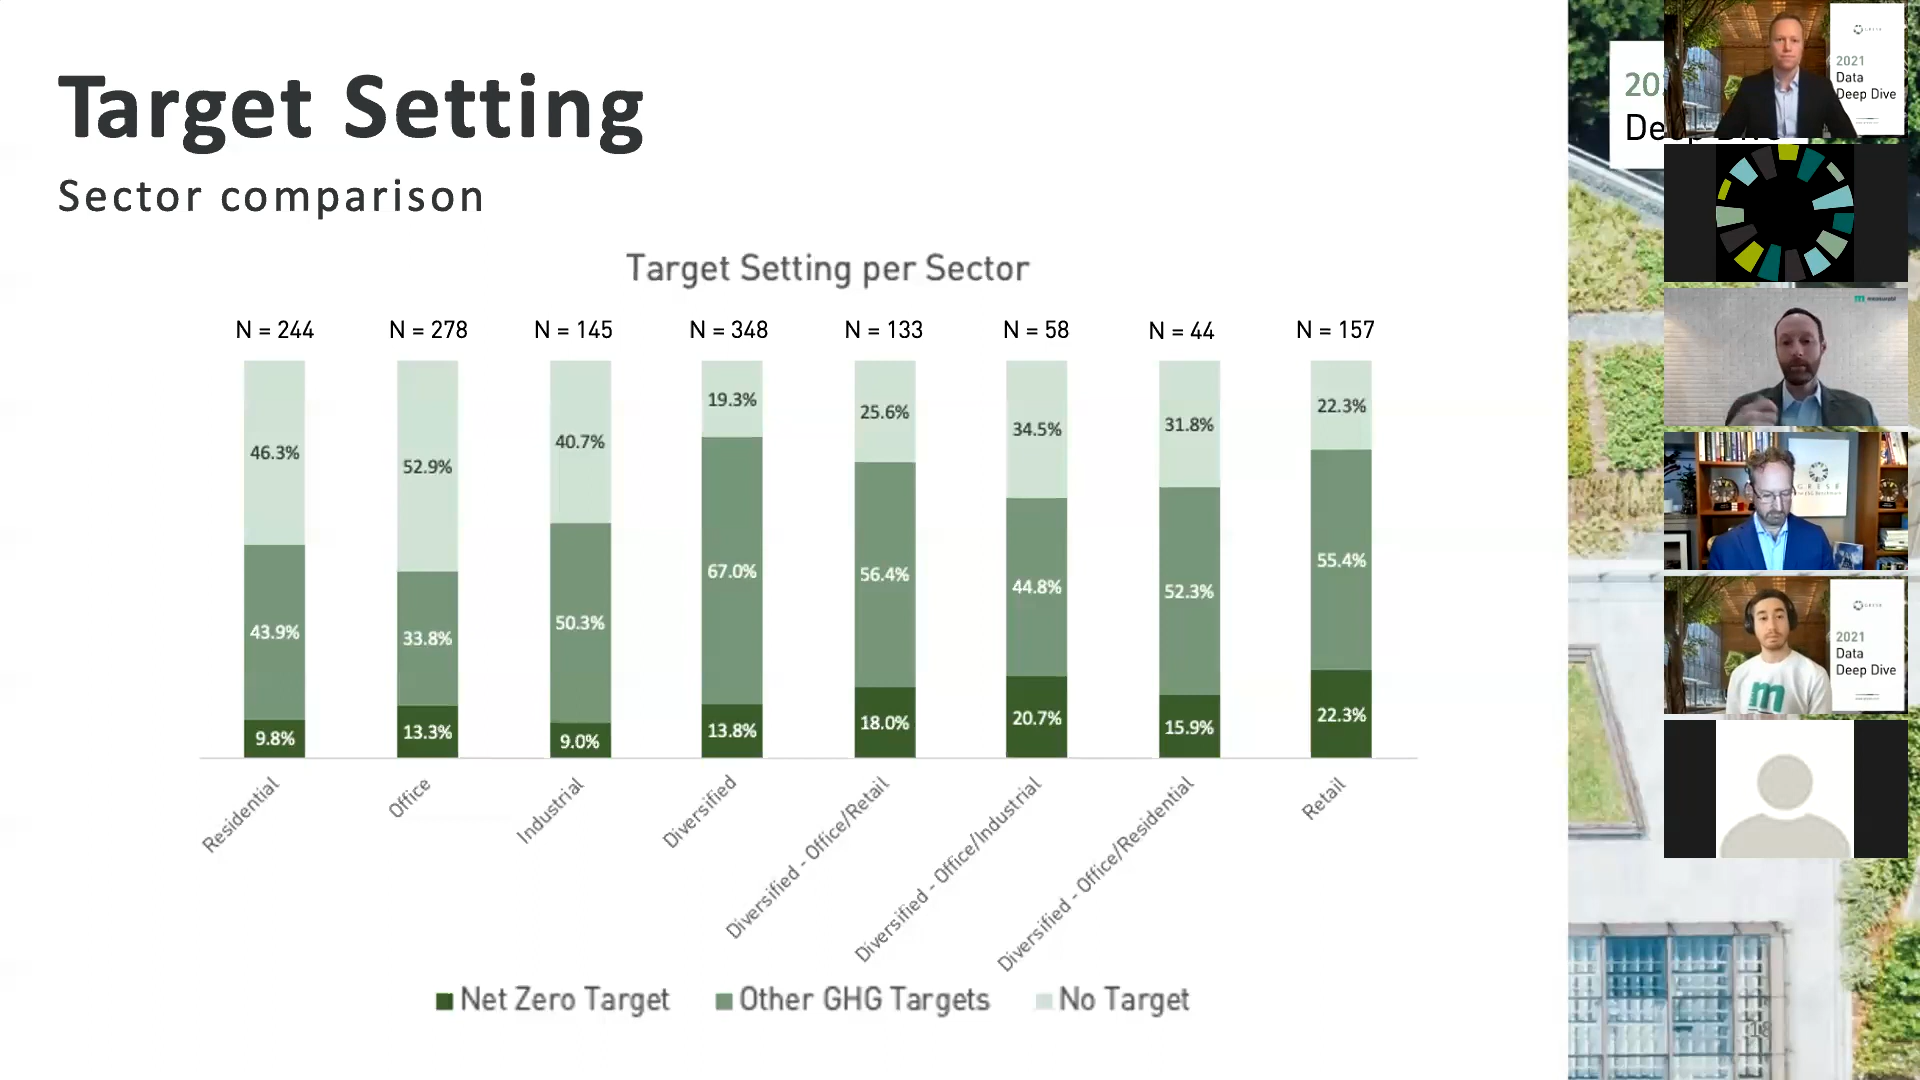 Target Setting
Sector comparison
Target Setting per Sector
N = 244
N = 278
N = 145
N = 348
N = 133
N = 58
N = 44
N = 157
46.3%
52.9%
40.7%
19.3%
25.6%
34.5%
31.8%
22.3%
43.9%
33.8%
50.3%
67.0%
56.4%
44.8%
52.3%
55.4%
9.8%
13.3%
9.0%
13.8%
18.0%
20.7%
15.9%
22.3%
Residential
Office
Industrial
Diversified
Diversified - Office/Retail
Diversified - Office/Industrial
Diversified - Office/Residential
Retail
Net Zero Target
Other GHG Targets
No Target
2021
Data
Deep Dive
measurabl
GRESB
2021
Data
Deep Dive
m
18